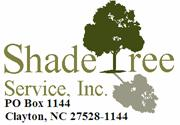 Shade Tree
Service, Inc.
PO Box 1144
Clayton, NC 27528-1144